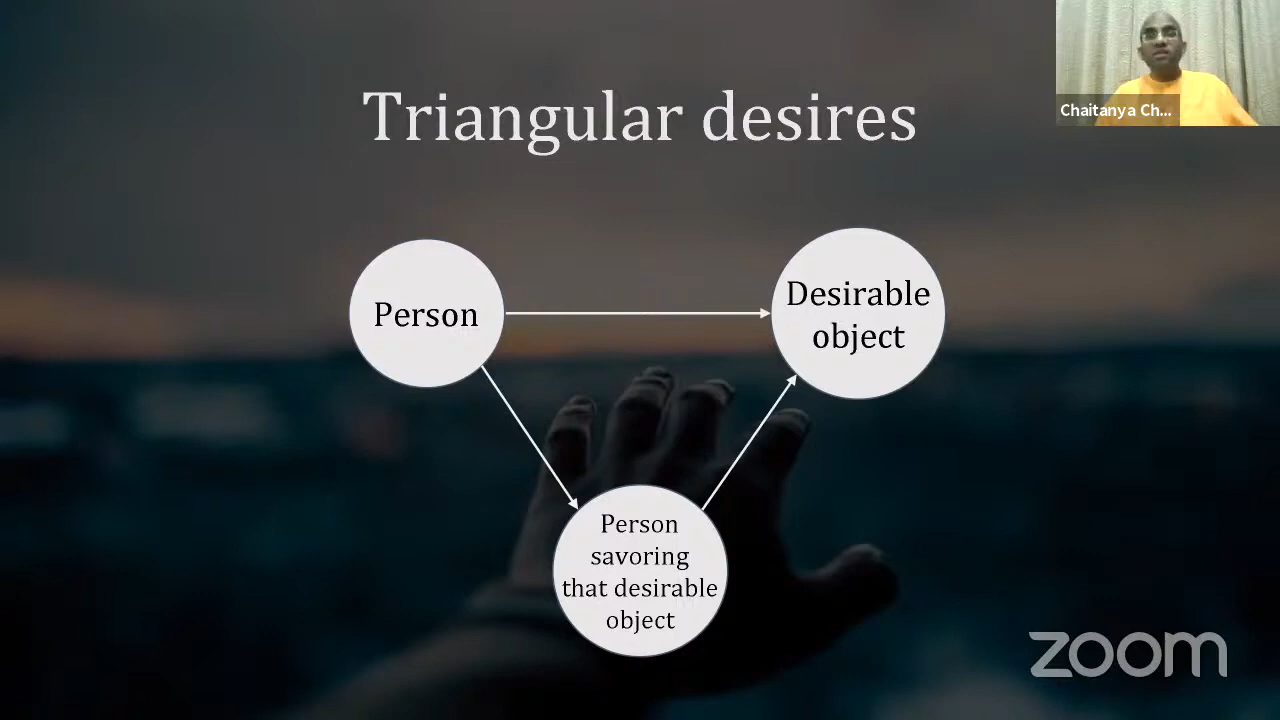 Triangular desires
Chaitanya Ch...
Person
Desirable
object
Person
savoring
that desirable
object
zoom